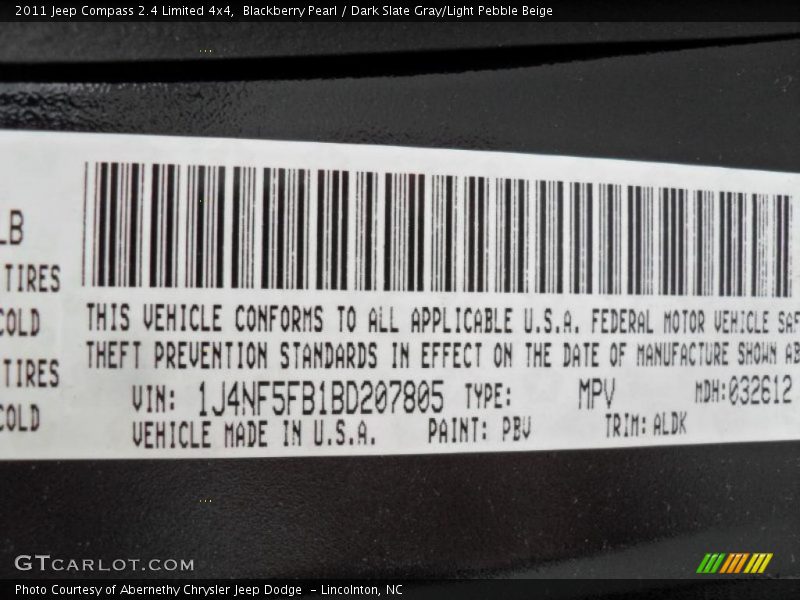 2011 Jeep Compass 2.4 Limited 4x4,  Blackberry Pearl / Dark Slate Gray/Light Pebble Beige
LB
TIRES
COLD
TIRES
COLD
THIS VEHICLE CONFORMS TO ALL APPLICABLE U.S.A. FEDERAL MOTOR VEHICLE SAF
THEFT PREVENTION STANDARDS IN EFFECT ON THE DATE OF MANUFACTURE SHOWN AB
VIN: 1J4NF5FB1BD207805 TYPE: MPV MDH:032612
VEHICLE MADE IN U.S.A. PAINT: PBV TRIM: ALDK
GTCARLOT.COM
Photo Courtesy of Abernethy Chrysler Jeep Dodge  – Lincolnton, NC